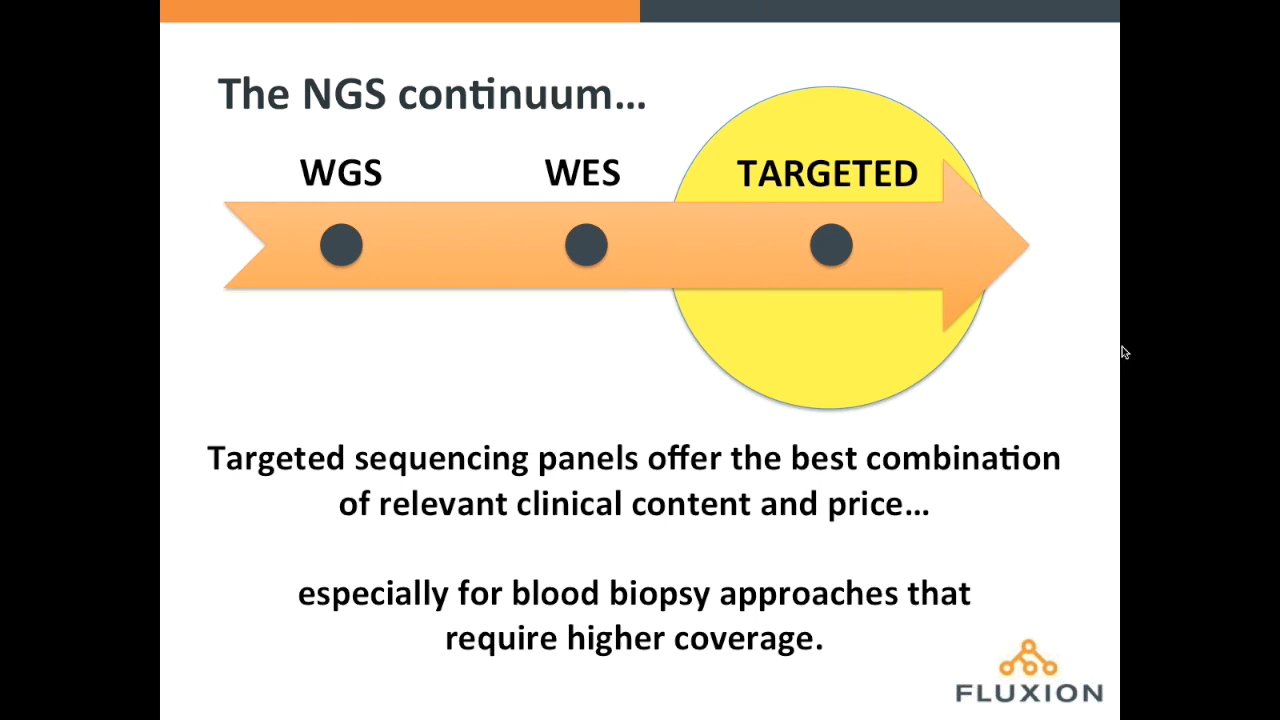 The NGS continuum...
WGS WES TARGETED
Targeted sequencing panels offer the best combination
of relevant clinical content and price...
especially for blood biopsy approaches that
require higher coverage.
FLUXION